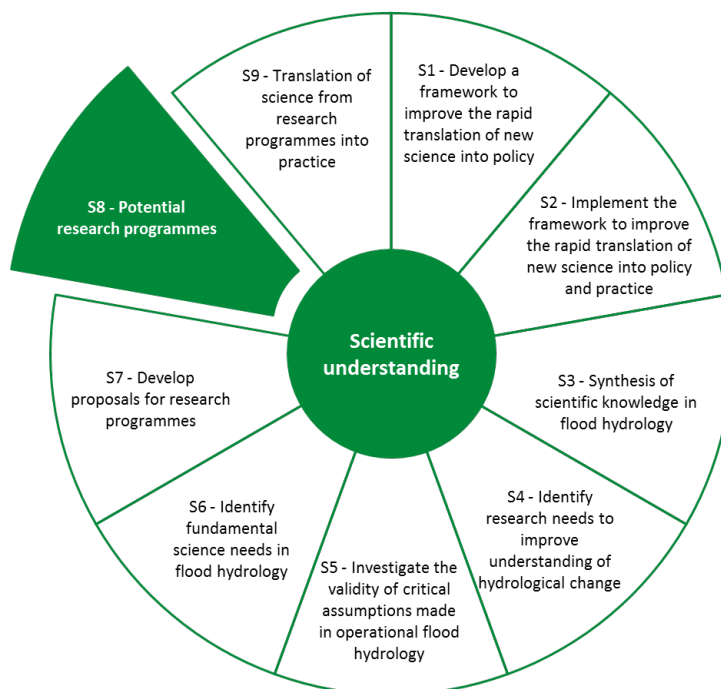 S9 - Translation of
science from
research
programmes into
practice
S1 - Develop a
framework to
improve the rapid
translation of new
science into policy
S8 - Potential
research programmes
S2 - Implement the
framework to improve
the rapid translation of
new science into policy
and practice
Scientific
understanding
S7 - Develop
proposals for research
programmes
S3 - Synthesis of
scientific knowledge in
flood hydrology
S6 - Identify
fundamental
science needs in
flood hydrology
S4 - Identify
research needs to
improve
understanding of
hydrological change
S5 - Investigate the
validity of critical
assumptions made
in operational flood
hydrology